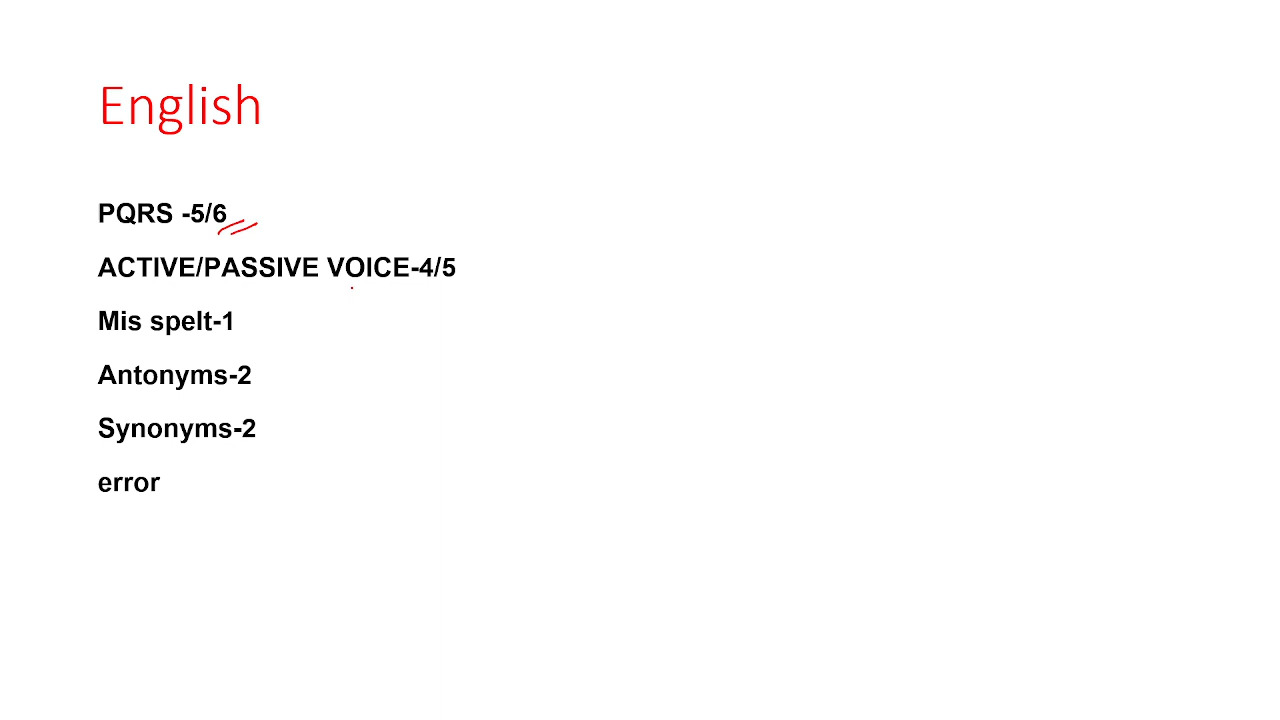 English
PQRS -5/6
ACTIVE/PASSIVE VOICE-4/5
Mis spelt-1
Antonyms-2
Synonyms-2
error